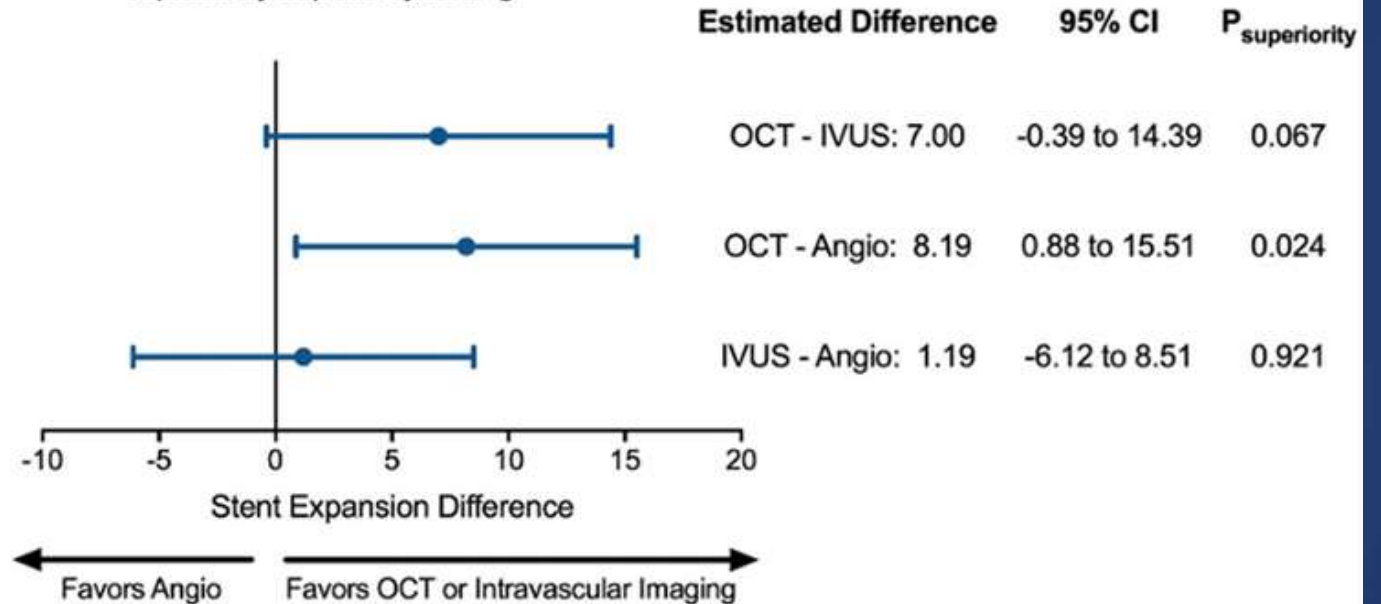 Estimated Difference 95% CI Psuperiority
OCT - IVUS: 7.00 -0.39 to 14.39 0.067
OCT - Angio: 8.19 0.88 to 15.51 0.024
IVUS - Angio: 1.19 -6.12 to 8.51 0.921
-10 -5 0 5 10 15 20
Stent Expansion Difference
Favors Angio Favors OCT or Intravascular Imaging